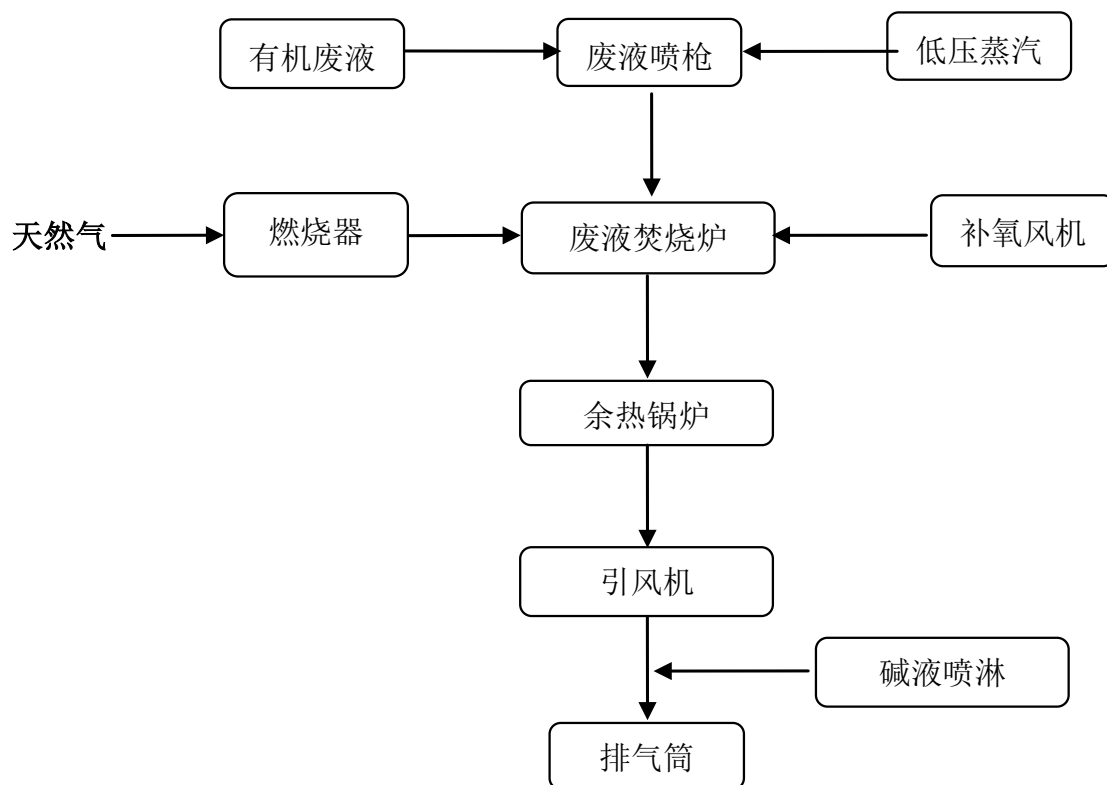 有机废液
废液喷枪
低压蒸汽
天然气
燃烧器
废液焚烧炉
补氧风机
余热锅炉
引风机
碱液喷淋
排气筒